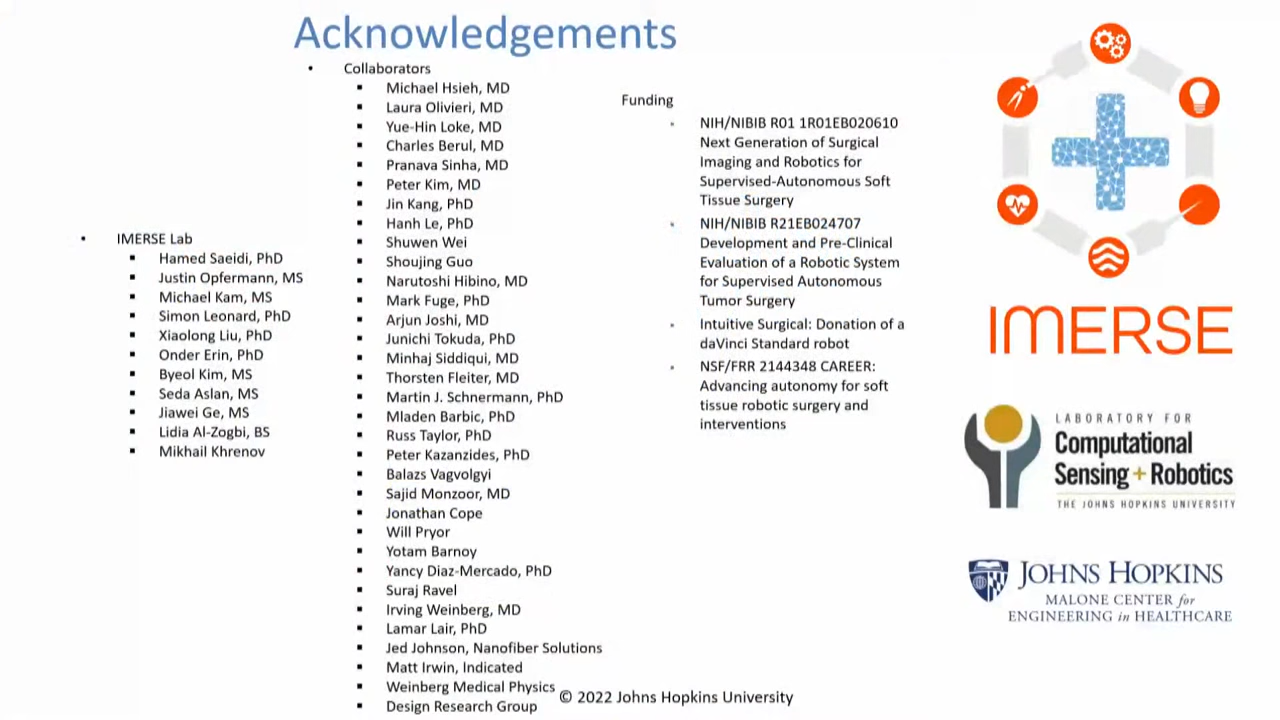 Acknowledgements
IMERSE Lab
Hamed Saeidi, PhD
Justin Opfermann, MS
Michael Kam, MS
Simon Leonard, PhD
Xiaolong Liu, PhD
Onder Erin, PhD
Byeol Kim, MS
Seda Aslan, MS
Jiawei Ge, MS
Lidia Al-Zogbi, BS
Mikhail Khrenov
Collaborators
Michael Hsieh, MD
Laura Olivieri, MD
Yue-Hin Loke, MD
Charles Berul, MD
Pranava Sinha, MD
Peter Kim, MD
Jin Kang, PhD
Hanh Le, PhD
Shuwen Wei
Shoujing Guo
Narutoshi Hibino, MD
Mark Fuge, PhD
Arjun Joshi, MD
Junichi Tokuda, PhD
Minhaj Siddiqui, MD
Thorsten Fleiter, MD
Martin J. Schnermann, PhD
Mladen Barbic, PhD
Russ Taylor, PhD
Peter Kazanzides, PhD
Balazs Vagvolgyi
Sajid Monzoor, MD
Jonathan Cope
Will Pryor
Yotam Barnoy
Yancy Diaz-Mercado, PhD
Suraj Ravel
Irving Weinberg, MD
Lamar Lair, PhD
Jed Johnson, Nanofiber Solutions
Matt Irwin, Indicated
Weinberg Medical Physics
Design Research Group
Funding
NIH/NIBIB R01 1R01EB020610
Next Generation of Surgical
Imaging and Robotics for
Supervised-Autonomous Soft
Tissue Surgery
NIH/NIBIB R21EB024707
Development and Pre-Clinical
Evaluation of a Robotic System
for Supervised Autonomous
Tumor Surgery
Intuitive Surgical: Donation of a
daVinci Standard robot
NSF/FRR 2144348 CAREER:
Advancing autonomy for soft
tissue robotic surgery and
interventions
IMERSE
LABORATORY FOR
Computational
Sensing + Robotics
THE JOHNS HOPKINS UNIVERSITY
JOHNS HOPKINS
MALONE CENTER for
ENGINEERING in HEALTHCARE
© 2022 Johns Hopkins University